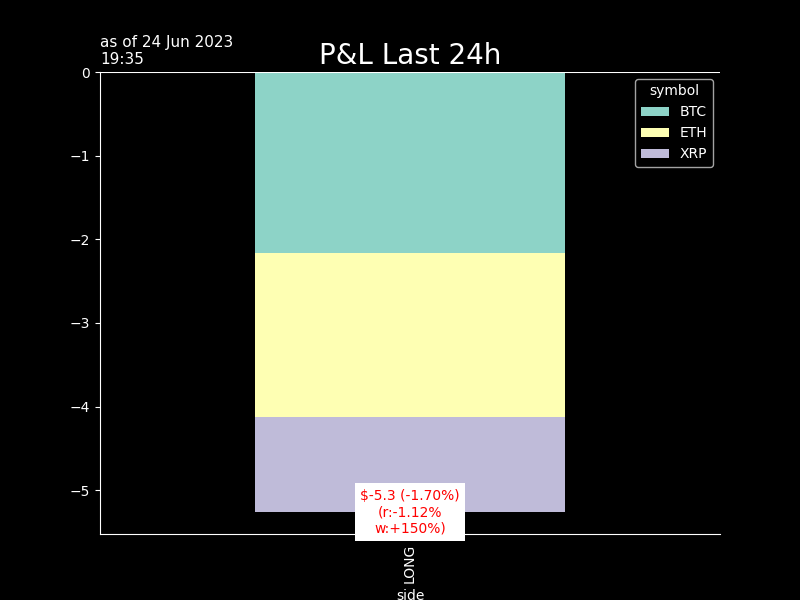 as of 24 Jun 2023
19:35
P&L Last 24h
symbol
BTC
ETH
XRP
0
−1
−2
−3
−4
−5
$-5.3 (-1.70%)
(r:-1.12%
w:+150%)
LONG
side